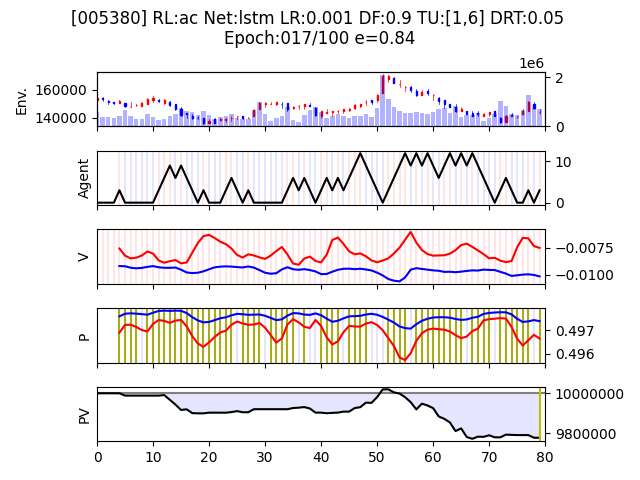 [005380] RL:ac Net:lstm LR:0.001 DF:0.9 TU:[1,6] DRT:0.05
Epoch:017/100 e=0.84
1e6
Env.
160000
140000
2
0
Agent
10
0
V
−0.0075
−0.0100
P
0.497
0.496
PV
10000000
9800000
0 10 20 30 40 50 60 70 80